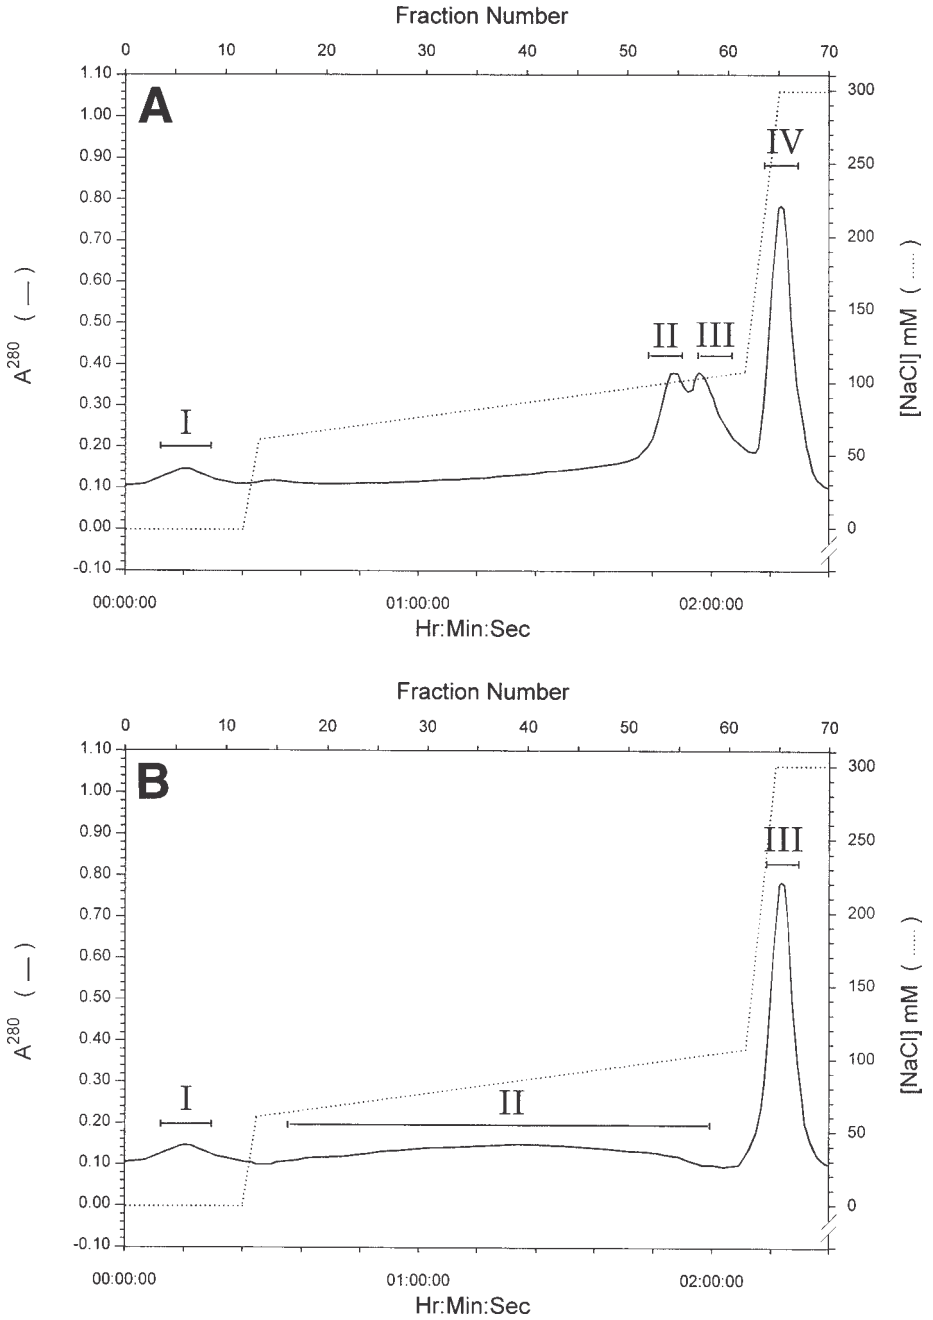 Fraction Number
0 10 20 30 40 50 60 70
A
1.10
1.00
0.90
0.80
0.70
0.60
0.50
0.40
0.30
0.20
0.10
0.00
-0.10
A280 ( — )
I
II
III
IV
300
250
200
150
100
50
0
[NaCl] mM ( ..... )
00:00:00 01:00:00 02:00:00
Hr:Min:Sec
Fraction Number
0 10 20 30 40 50 60 70
B
1.10
1.00
0.90
0.80
0.70
0.60
0.50
0.40
0.30
0.20
0.10
0.00
-0.10
A280 ( — )
I
II
III
300
250
200
150
100
50
0
[NaCl] mM ( ..... )
00:00:00 01:00:00 02:00:00
Hr:Min:Sec